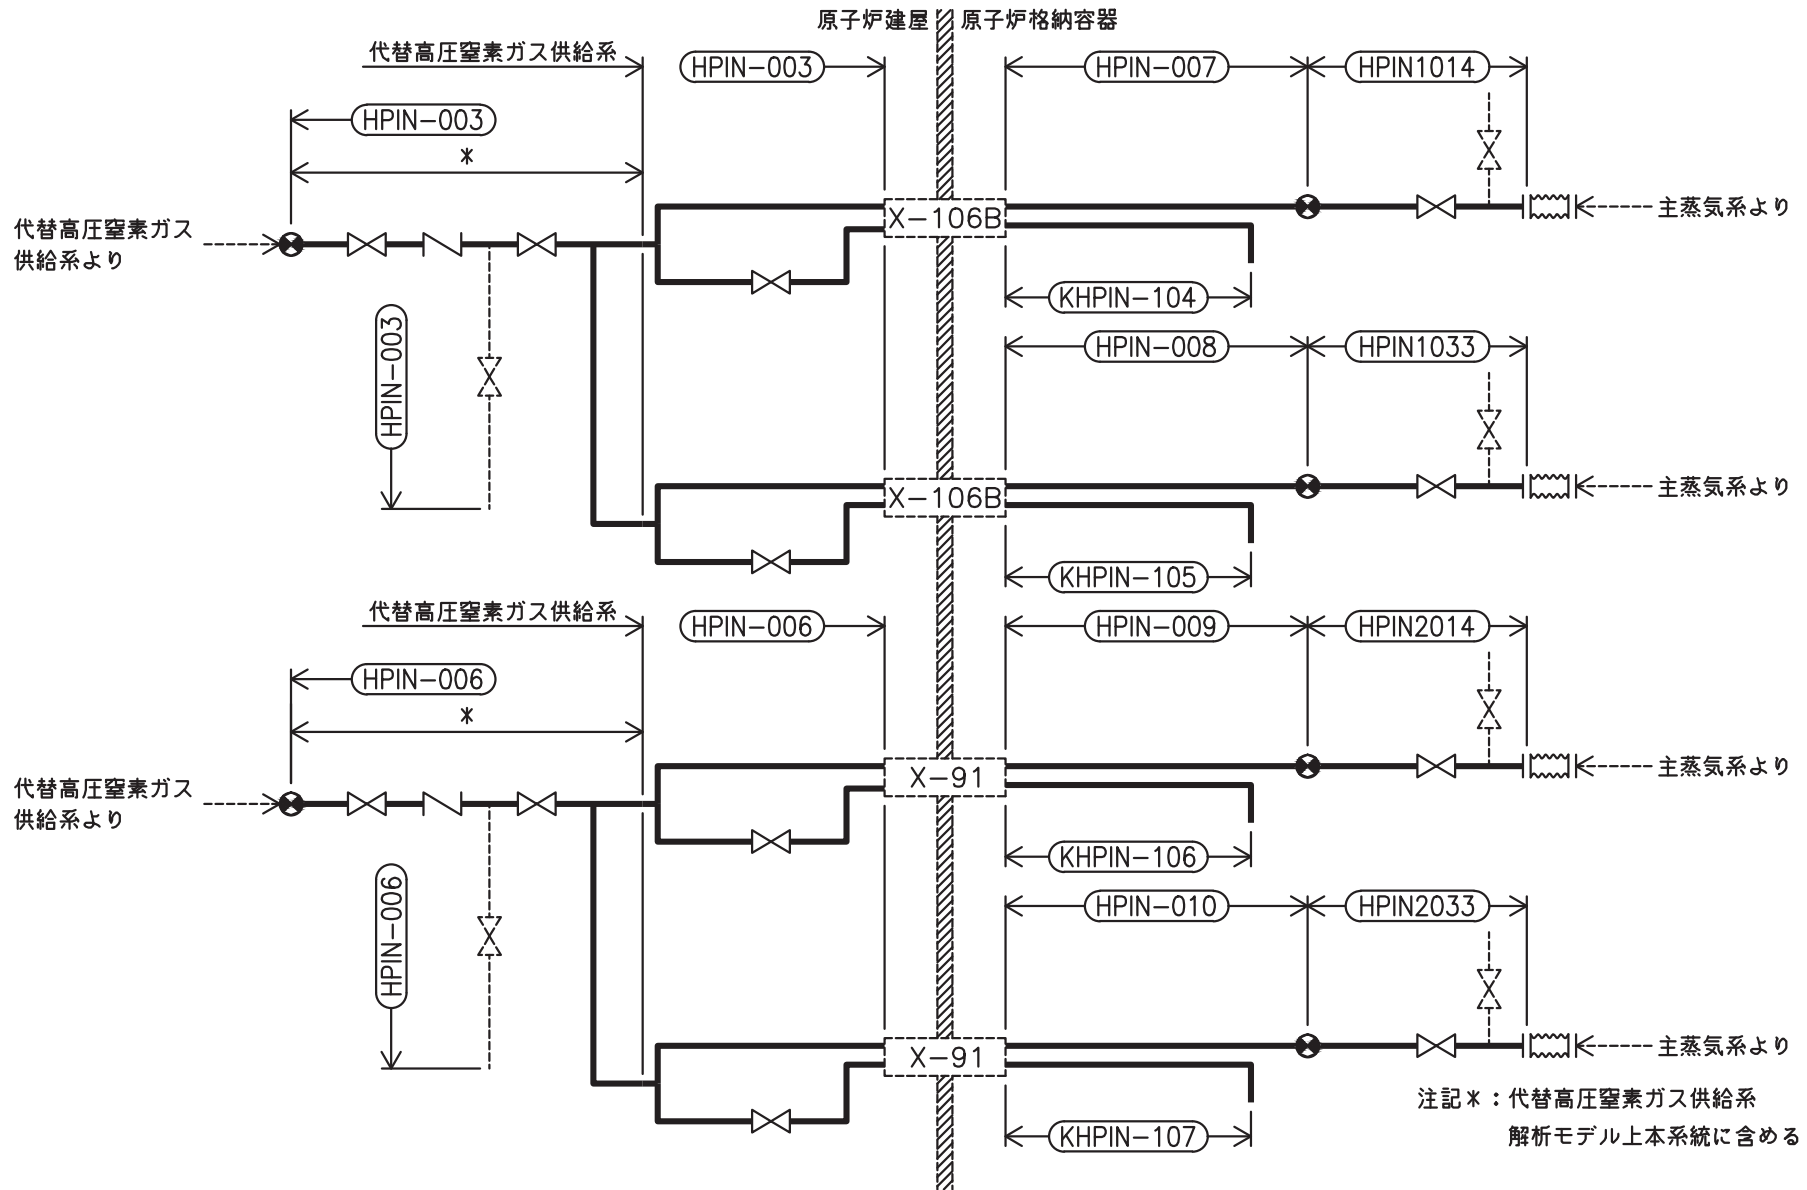 原子炉建屋
原子炉格納容器
代替高圧窒素ガス供給系
HPIN-003
HPIN-007
HPIN1014
HPIN-003
*
代替高圧窒素ガス
供給系より
X-106B
主蒸気系より
KHPIN-104
HPIN-003
HPIN-008
HPIN1033
X-106B
主蒸気系より
KHPIN-105
代替高圧窒素ガス供給系
HPIN-006
HPIN-009
HPIN2014
HPIN-006
*
代替高圧窒素ガス
供給系より
X-91
主蒸気系より
KHPIN-106
HPIN-006
HPIN-010
HPIN2033
X-91
主蒸気系より
KHPIN-107
注記*:代替高圧窒素ガス供給系
解析モデル上本系統に含める